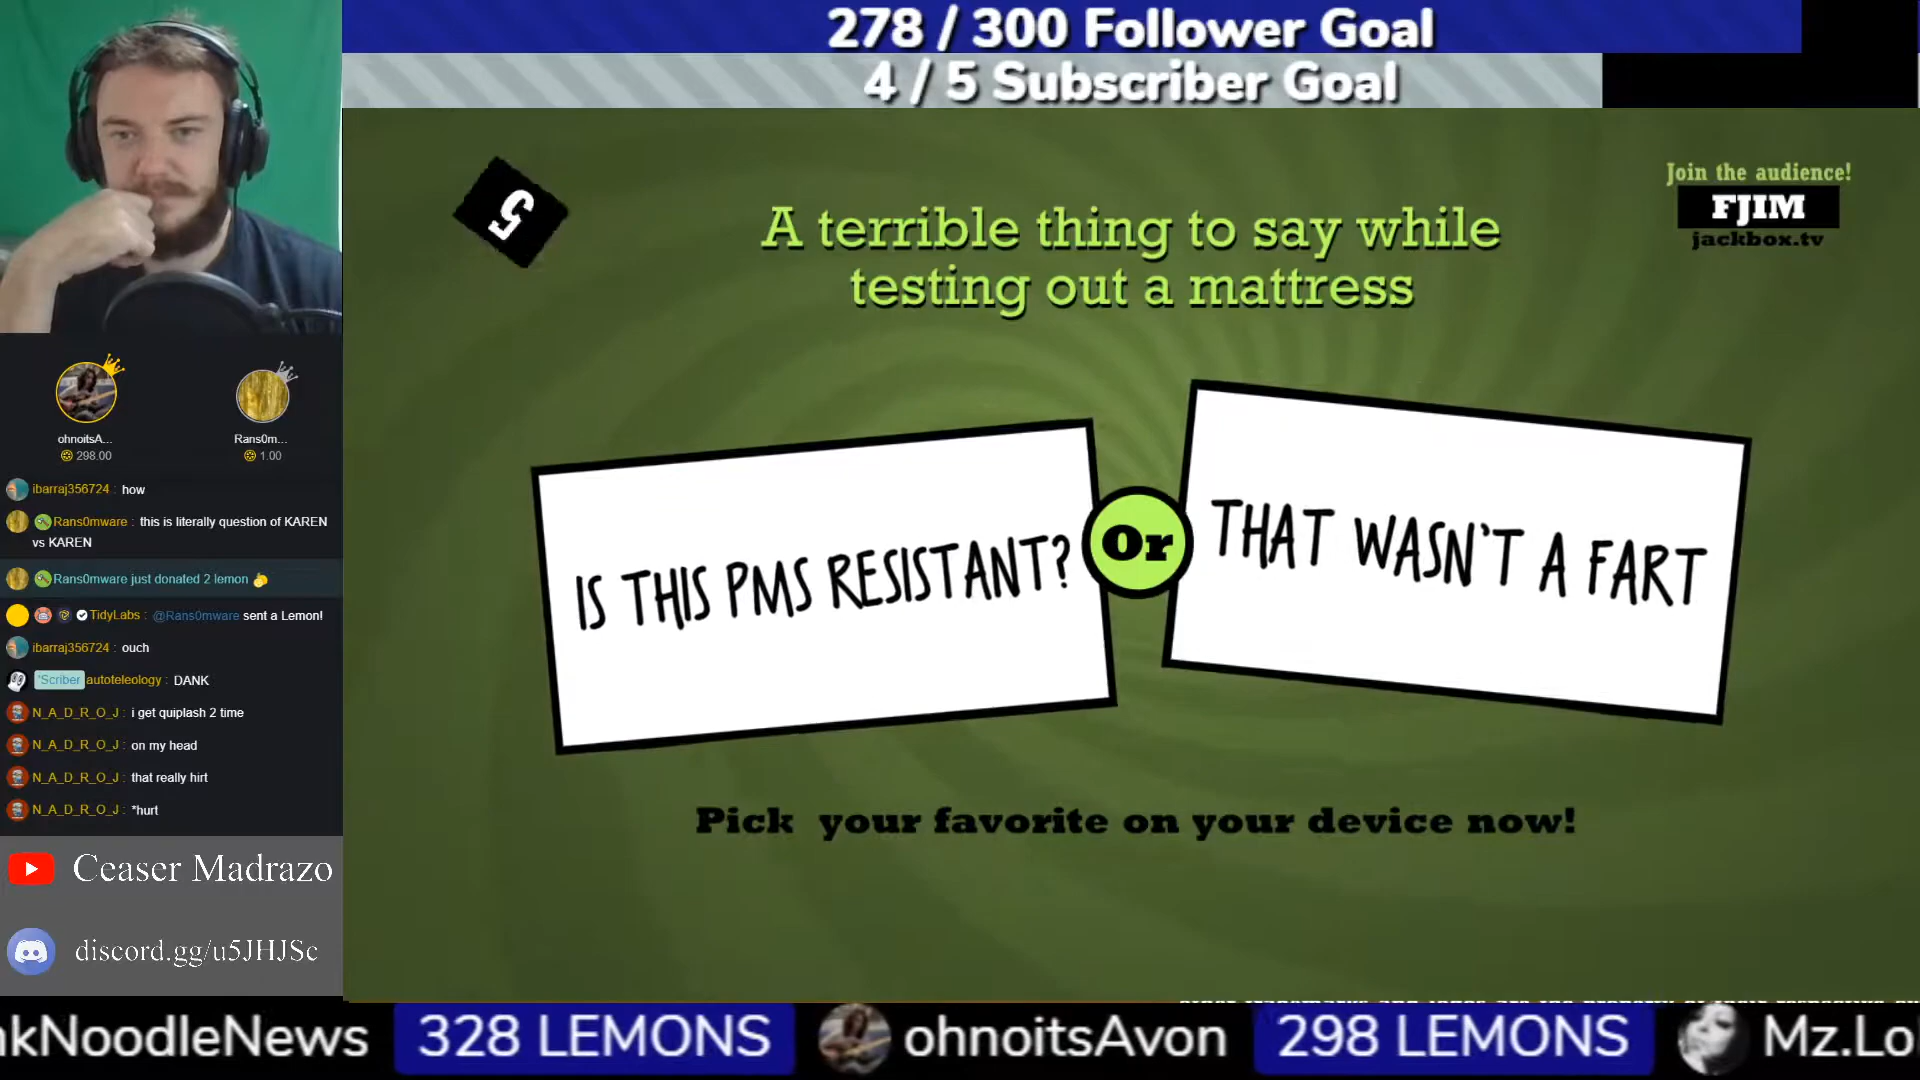 278 / 300 Follower Goal
4 / 5 Subscriber Goal
5
A terrible thing to say while
testing out a mattress
Join the audience!
FJIM
jackbox.tv
IS THIS PMS RESISTANT?
Or
THAT WASN'T A FART
Pick your favorite on your device now!
ohnoitsA...
298.00
Rans0m...
1.00
ibarraj356724 : how
Rans0mware : this is literally question of KAREN
vs KAREN
Rans0mware just donated 2 lemon
TidyLabs : @Rans0mware sent a Lemon!
ibarraj356724 : ouch
'Scriber autoteleology : DANK
N_A_D_R_O_J : i get quiplash 2 time
N_A_D_R_O_J : on my head
N_A_D_R_O_J : that really hirt
N_A_D_R_O_J : *hurt
Ceaser Madrazo
discord.gg/u5JHJSc
nkNoodleNews 328 LEMONS ohnoitsAvon 298 LEMONS Mz.Lo